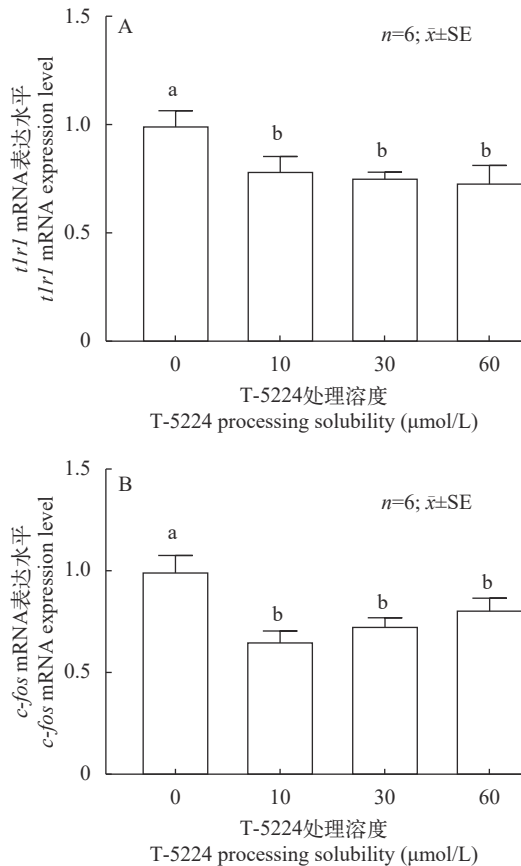 A
n=6; x̄±SE
t1r1 mRNA表达水平
t1r1 mRNA expression level
1.5
1.0
0.5
0
a
b
b
b
0
10
30
60
T-5224处理溶度
T-5224 processing solubility (μmol/L)
B
n=6; x̄±SE
c-fos mRNA表达水平
c-fos mRNA expression level
1.5
1.0
0.5
0
a
b
b
b
0
10
30
60
T-5224处理溶度
T-5224 processing solubility (μmol/L)